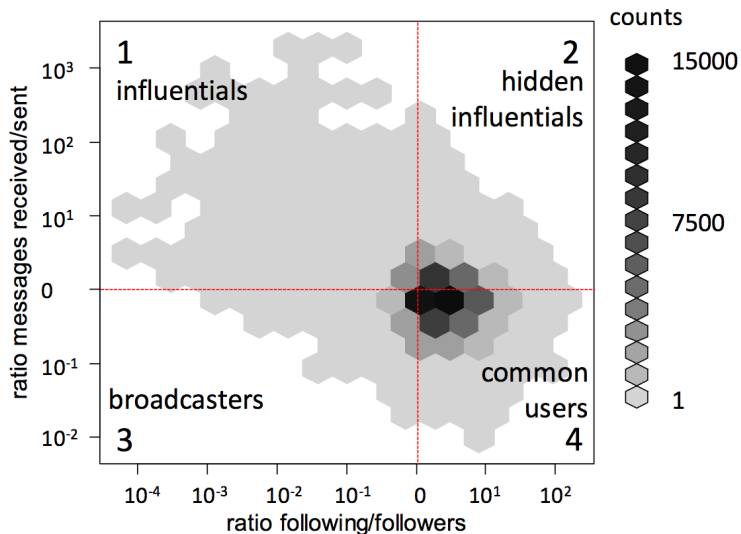 counts
1
influentials
2
hidden
influentials
15000
7500
1
10³
10²
10¹
0
10⁻¹
10⁻²
ratio messages received/sent
broadcasters
3
common
users
4
10⁻⁴
10⁻³
10⁻²
10⁻¹
0
10¹
10²
ratio following/followers